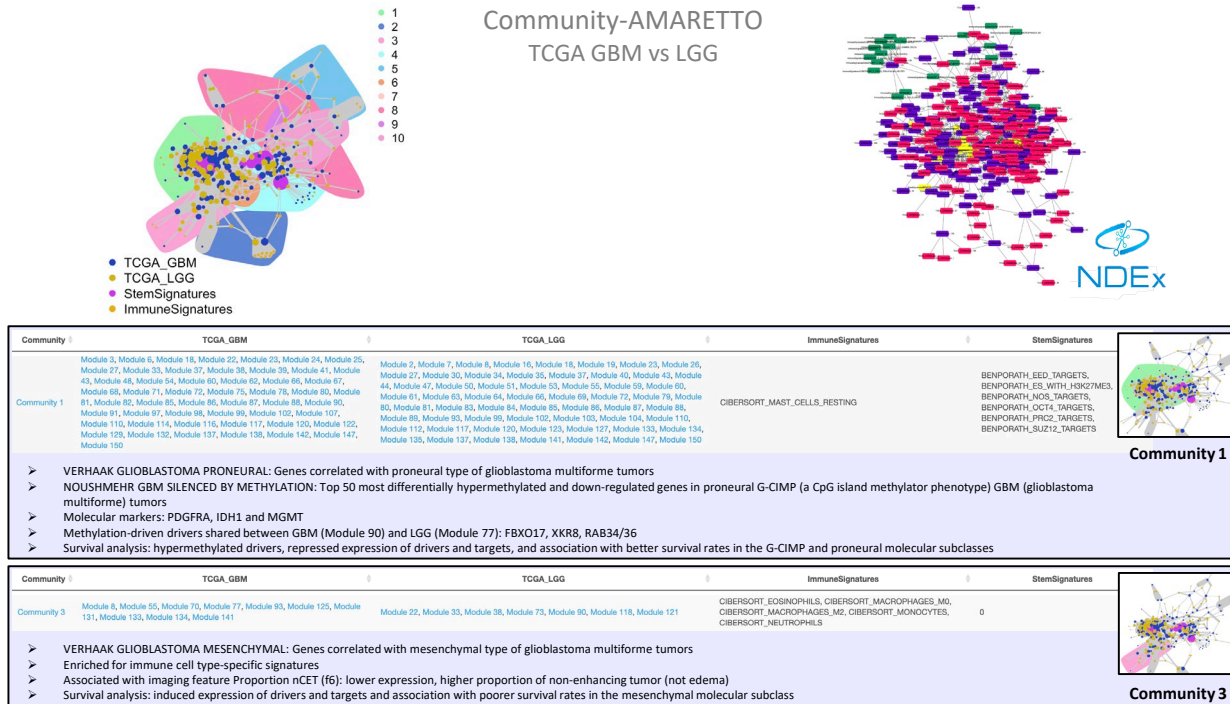 Community-AMARETTO
TCGA GBM vs LGG
1
2
3
4
5
6
7
8
9
10
TCGA_GBM
TCGA_LGG
StemSignatures
ImmuneSignatures
NDEx
Community TCGA_GBM TCGA_LGG ImmuneSignatures StemSignatures
Community 1
Module 3, Module 6, Module 18, Module 22, Module 23, Module 24, Module 25,
Module 27, Module 33, Module 37, Module 38, Module 39, Module 41, Module
43, Module 48, Module 54, Module 60, Module 62, Module 66, Module 67,
Module 68, Module 71, Module 72, Module 75, Module 78, Module 80, Module
81, Module 82, Module 85, Module 86, Module 87, Module 88, Module 90,
Module 91, Module 97, Module 98, Module 99, Module 102, Module 107,
Module 110, Module 114, Module 116, Module 117, Module 120, Module 122,
Module 129, Module 132, Module 137, Module 138, Module 142, Module 147,
Module 150
Module 2, Module 7, Module 8, Module 16, Module 18, Module 19, Module 23, Module 26,
Module 27, Module 30, Module 34, Module 35, Module 37, Module 40, Module 43, Module
44, Module 47, Module 50, Module 51, Module 53, Module 55, Module 59, Module 60,
Module 61, Module 63, Module 64, Module 66, Module 69, Module 72, Module 79, Module
80, Module 81, Module 83, Module 84, Module 85, Module 86, Module 87, Module 88,
Module 89, Module 93, Module 99, Module 102, Module 103, Module 104, Module 110,
Module 112, Module 117, Module 120, Module 123, Module 127, Module 133, Module 134,
Module 135, Module 137, Module 138, Module 141, Module 142, Module 147, Module 150
CIBERSORT_MAST_CELLS_RESTING
BENPORATH_EED_TARGETS,
BENPORATH_ES_WITH_H3K27ME3,
BENPORATH_NOS_TARGETS,
BENPORATH_OCT4_TARGETS,
BENPORATH_PRC2_TARGETS,
BENPORATH_SUZ12_TARGETS
Community 1
➢ VERHAAK GLIOBLASTOMA PRONEURAL: Genes correlated with proneural type of glioblastoma multiforme tumors
➢ NOUSHMEHR GBM SILENCED BY METHYLATION: Top 50 most differentially hypermethylated and down-regulated genes in proneural G-CIMP (a CpG island methylator phenotype) GBM (glioblastoma
multiforme) tumors
➢ Molecular markers: PDGFRA, IDH1 and MGMT
➢ Methylation-driven drivers shared between GBM (Module 90) and LGG (Module 77): FBXO17, XKR8, RAB34/36
➢ Survival analysis: hypermethylated drivers, repressed expression of drivers and targets, and association with better survival rates in the G-CIMP and proneural molecular subclasses
Community TCGA_GBM TCGA_LGG ImmuneSignatures StemSignatures
Community 3
Module 8, Module 55, Module 70, Module 77, Module 93, Module 125, Module
131, Module 133, Module 134, Module 141
Module 22, Module 33, Module 38, Module 73, Module 90, Module 118, Module 121
CIBERSORT_EOSINOPHILS, CIBERSORT_MACROPHAGES_M0,
CIBERSORT_MACROPHAGES_M2, CIBERSORT_MONOCYTES,
CIBERSORT_NEUTROPHILS
0
➢ VERHAAK GLIOBLASTOMA MESENCHYMAL: Genes correlated with mesenchymal type of glioblastoma multiforme tumors
➢ Enriched for immune cell type-specific signatures
➢ Associated with imaging feature Proportion nCET (f6): lower expression, higher proportion of non-enhancing tumor (not edema)
➢ Survival analysis: induced expression of drivers and targets and association with poorer survival rates in the mesenchymal molecular subclass
Community 3